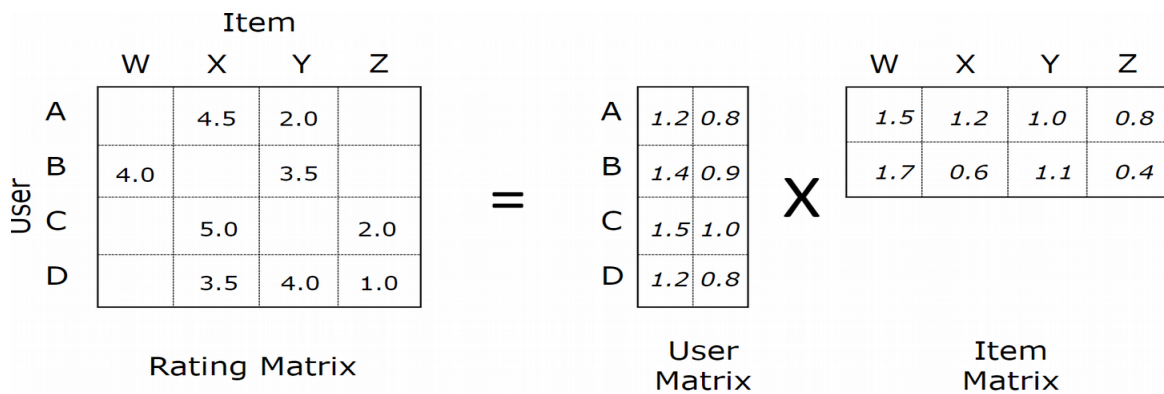 Item
W X Y Z W X Y Z
A 4.5 2.0 A 1.2 0.8 1.5 1.2 1.0 0.8
B 4.0 3.5 = B 1.4 0.9 X 1.7 0.6 1.1 0.4
User
C 5.0 2.0 C 1.5 1.0
D 3.5 4.0 1.0 D 1.2 0.8
Rating Matrix
User
Matrix
Item
Matrix